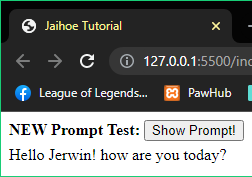 Jaihoe Tutorial
127.0.0.1:5500/in
League of Legends... PawHub
NEW Prompt Test: Show Prompt!
Hello Jerwin! how are you today?